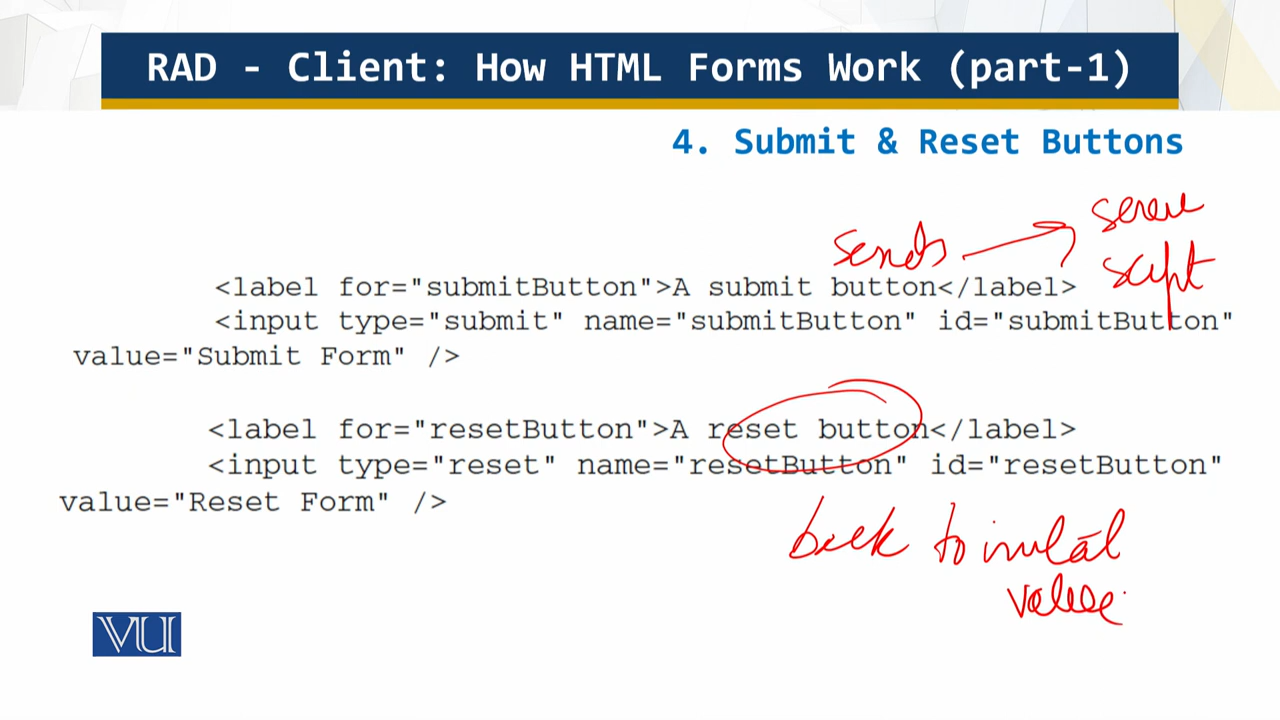 RAD - Client: How HTML Forms Work (part-1)
4. Submit & Reset Buttons
sends
server
script
<label for="submitButton">A submit button</label>
<input type="submit" name="submitButton" id="submitButton"
value="Submit Form" />
<label for="resetButton">A reset button</label>
<input type="reset" name="resetButton" id="resetButton"
value="Reset Form" />
back to initial
value
VU